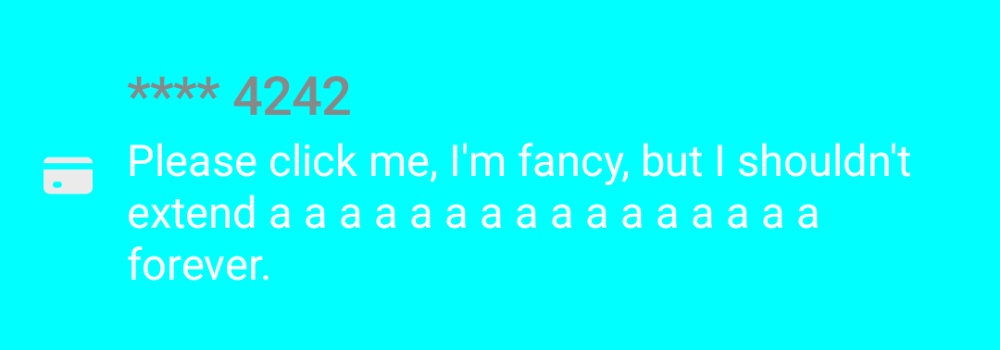 **** 4242
Please click me, I'm fancy, but I shouldn't
extend a a a a a a a a a a a a a a a a
forever.